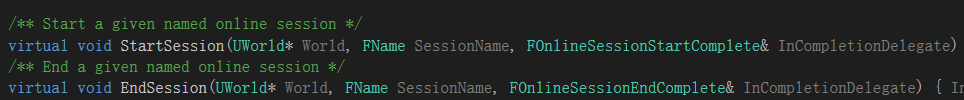 /** Start a given named online session */
virtual void StartSession(UWorld* World, FName SessionName, FOnlineSessionStartComplete& InCompletionDelegate)
/** End a given named online session */
virtual void EndSession(UWorld* World, FName SessionName, FOnlineSessionEndComplete& InCompletionDelegate) { In